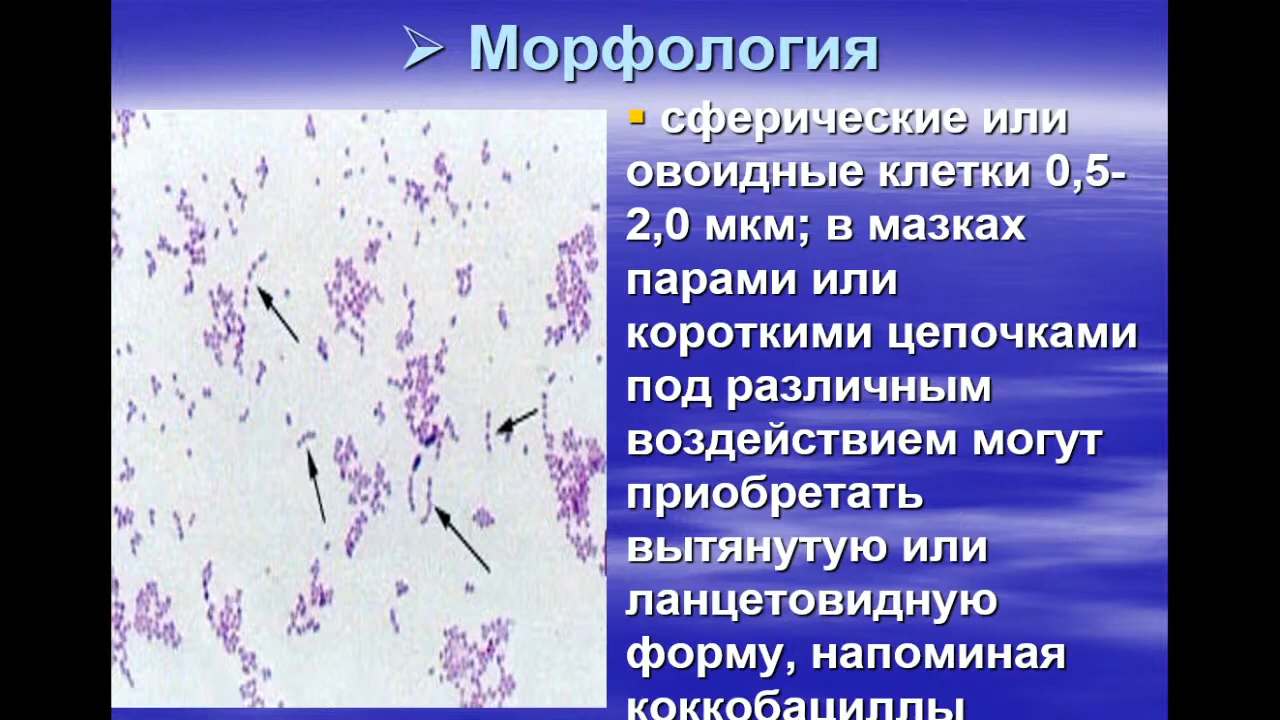 Морфология
сферические или
овоидные клетки 0,5-
2,0 мкм; в мазках
парами или
короткими цепочками
под различным
воздействием могут
приобретать
вытянутую или
ланцетовидную
форму, напоминая
коккобациллы